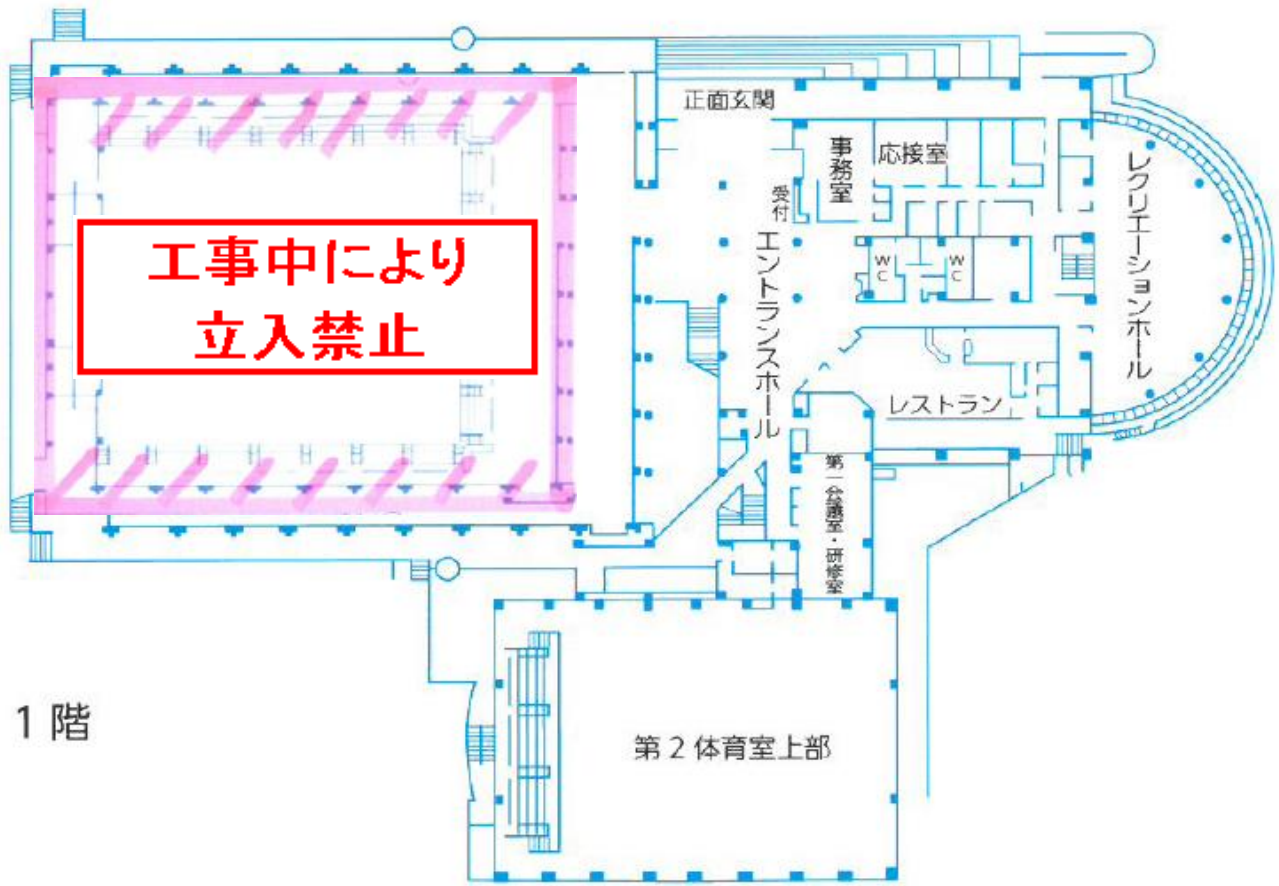 正面玄関
事務室
応接室
受付
エントランスホール
WC
WC
レクリエーションホール
工事中により
立入禁止
レストラン
第一会議室・研修室
1階
第2体育室上部